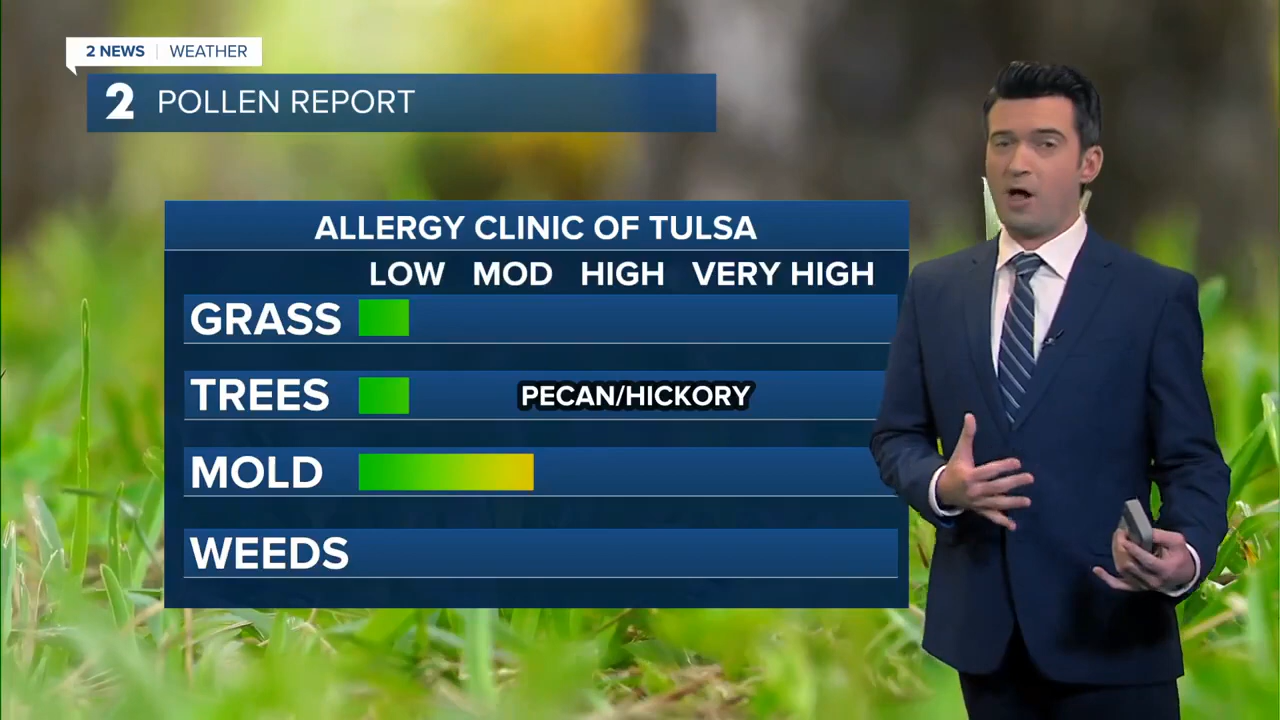 2 NEWS | WEATHER
2 POLLEN REPORT
ALLERGY CLINIC OF TULSA
LOW MOD HIGH VERY HIGH
GRASS
TREES PECAN/HICKORY
MOLD
WEEDS